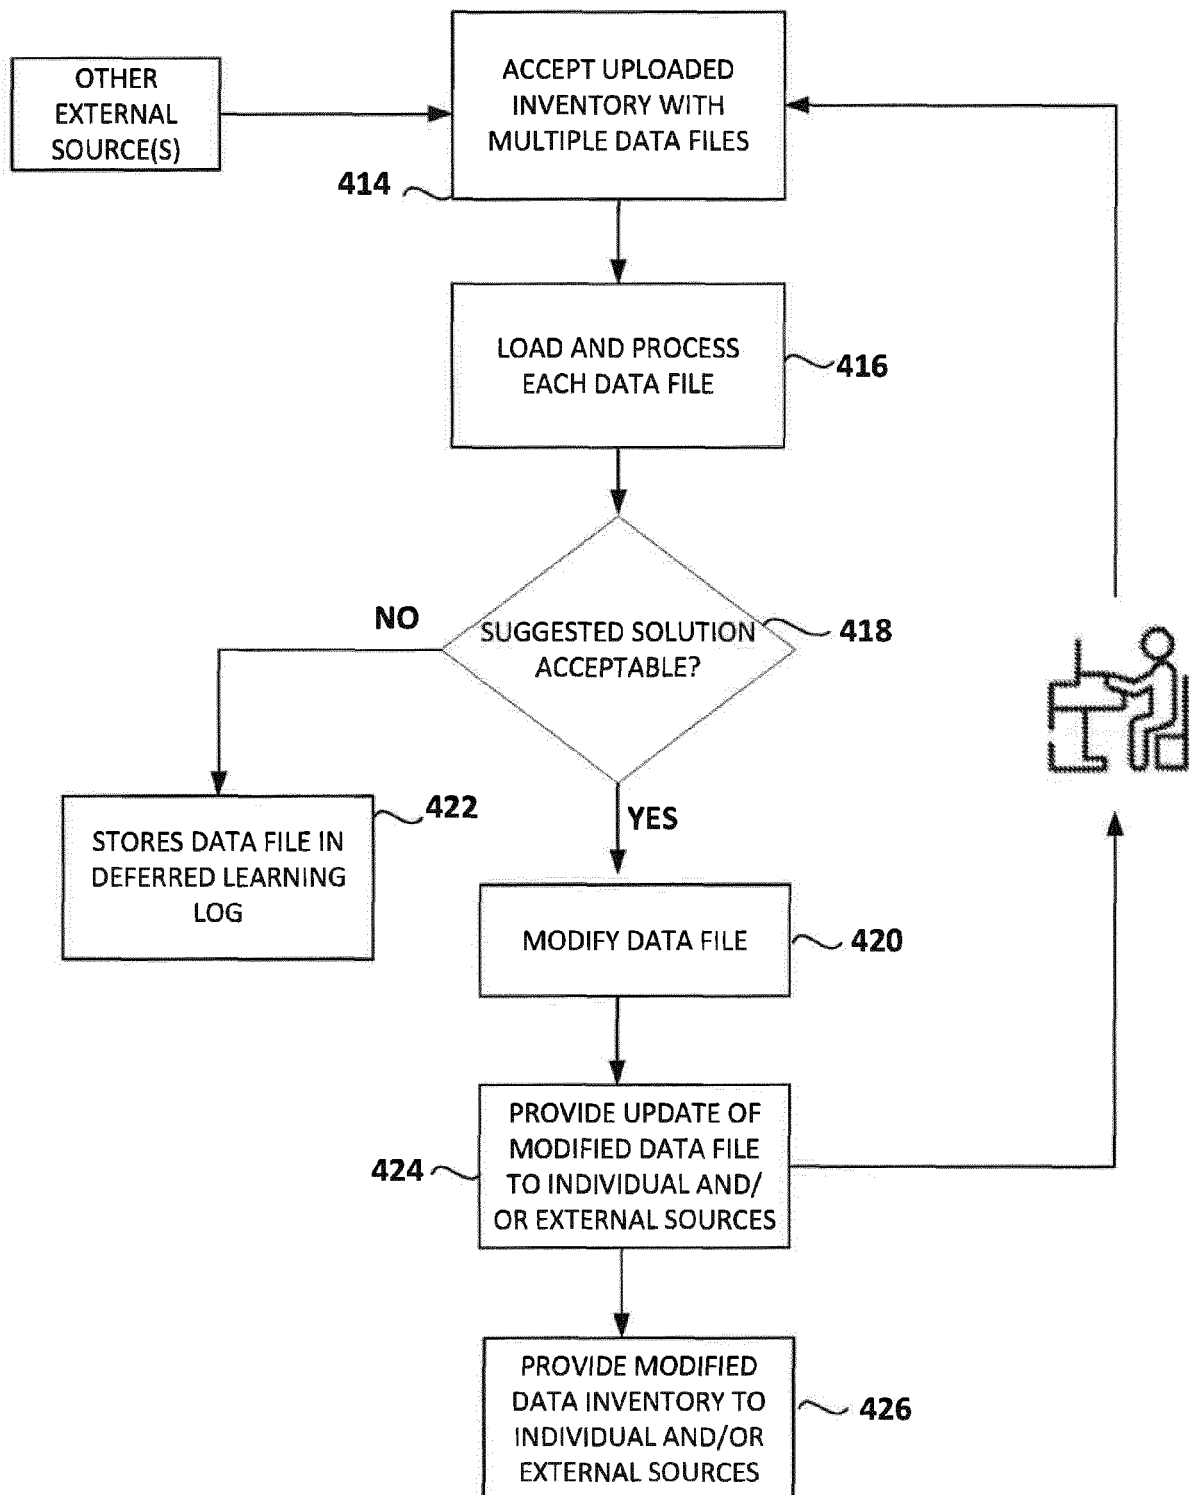 OTHER
EXTERNAL
SOURCE(S)
ACCEPT UPLOADED
INVENTORY WITH
MULTIPLE DATA FILES
414
LOAD AND PROCESS
EACH DATA FILE
416
NO
SUGGESTED SOLUTION
ACCEPTABLE?
418
YES
STORES DATA FILE IN
DEFERRED LEARNING
LOG
422
MODIFY DATA FILE
420
PROVIDE UPDATE OF
MODIFIED DATA FILE
TO INDIVIDUAL AND/
OR EXTERNAL SOURCES
424
PROVIDE MODIFIED
DATA INVENTORY TO
INDIVIDUAL AND/OR
EXTERNAL SOURCES
426